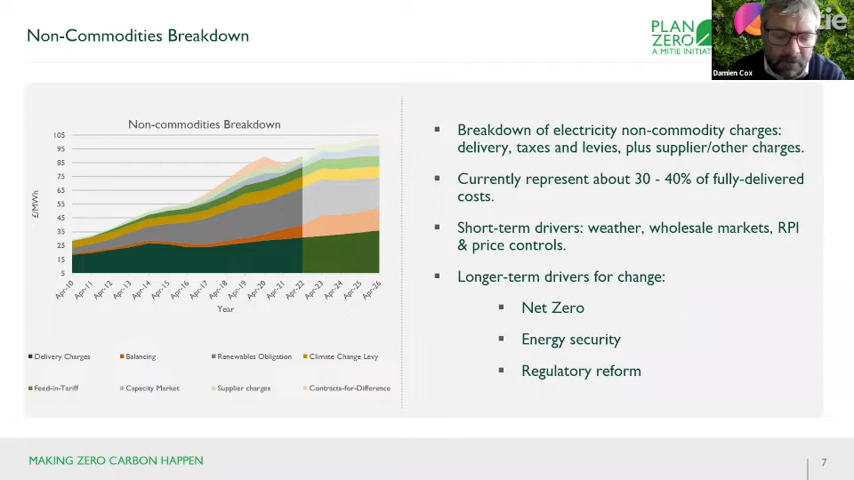 Non-Commodities Breakdown
PLAN
ZERO
A MITIE INITIATI
tie
Damien Cox
Non-commodities Breakdown
105
95
85
75
65
55
45
35
25
15
5
£/MWh
Apr-10
Apr-11
Apr-12
Apr-13
Apr-14
Apr-15
Apr-16
Apr-17
Apr-18
Apr-19
Apr-20
Apr-21
Apr-22
Apr-23
Apr-24
Apr-25
Apr-26
Year
Delivery Charges
Balancing
Renewables Obligation
Climate Change Levy
Feed-in-Tariff
Capacity Market
Supplier charges
Contracts-for-Difference
Breakdown of electricity non-commodity charges:
delivery, taxes and levies, plus supplier/other charges.
Currently represent about 30 - 40% of fully-delivered
costs.
Short-term drivers: weather, wholesale markets, RPI
& price controls.
Longer-term drivers for change:
Net Zero
Energy security
Regulatory reform
MAKING ZERO CARBON HAPPEN
7